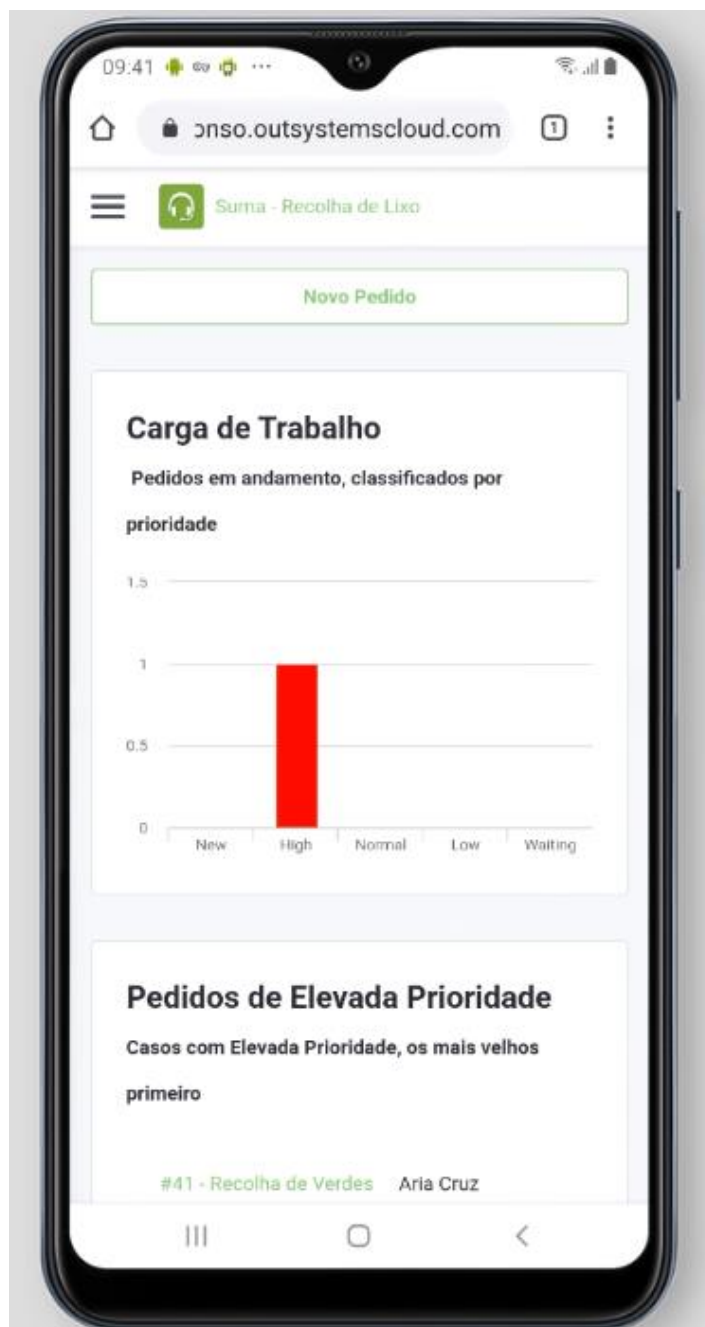 09:41
onso.outsystemscloud.com
1
Suma - Recolha de Lixo
Novo Pedido
Carga de Trabalho
Pedidos em andamento, classificados por
prioridade
1.5
1
0.5
0
New High Normal Low Waiting
Pedidos de Elevada Prioridade
Casos com Elevada Prioridade, os mais velhos
primeiro
#41 - Recolha de Verdes Aria Cruz